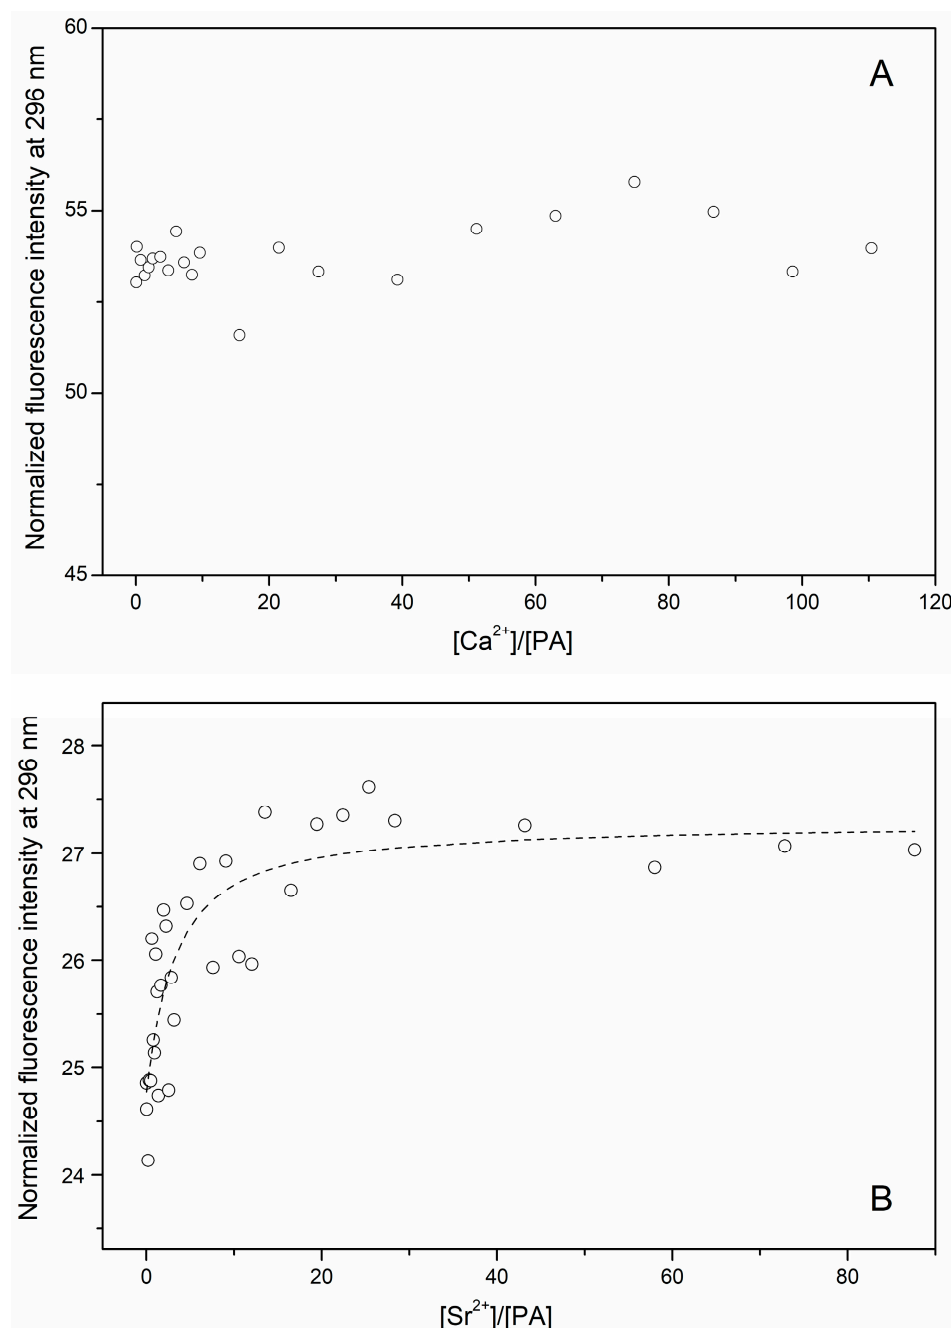 A
Normalized fluorescence intensity at 296 nm
60
55
50
45
0 20 40 60 80 100 120
[Ca2+]/[PA]
Normalized fluorescence intensity at 296 nm
28
27
26
25
24
B
0 20 40 60 80
[Sr2+]/[PA]